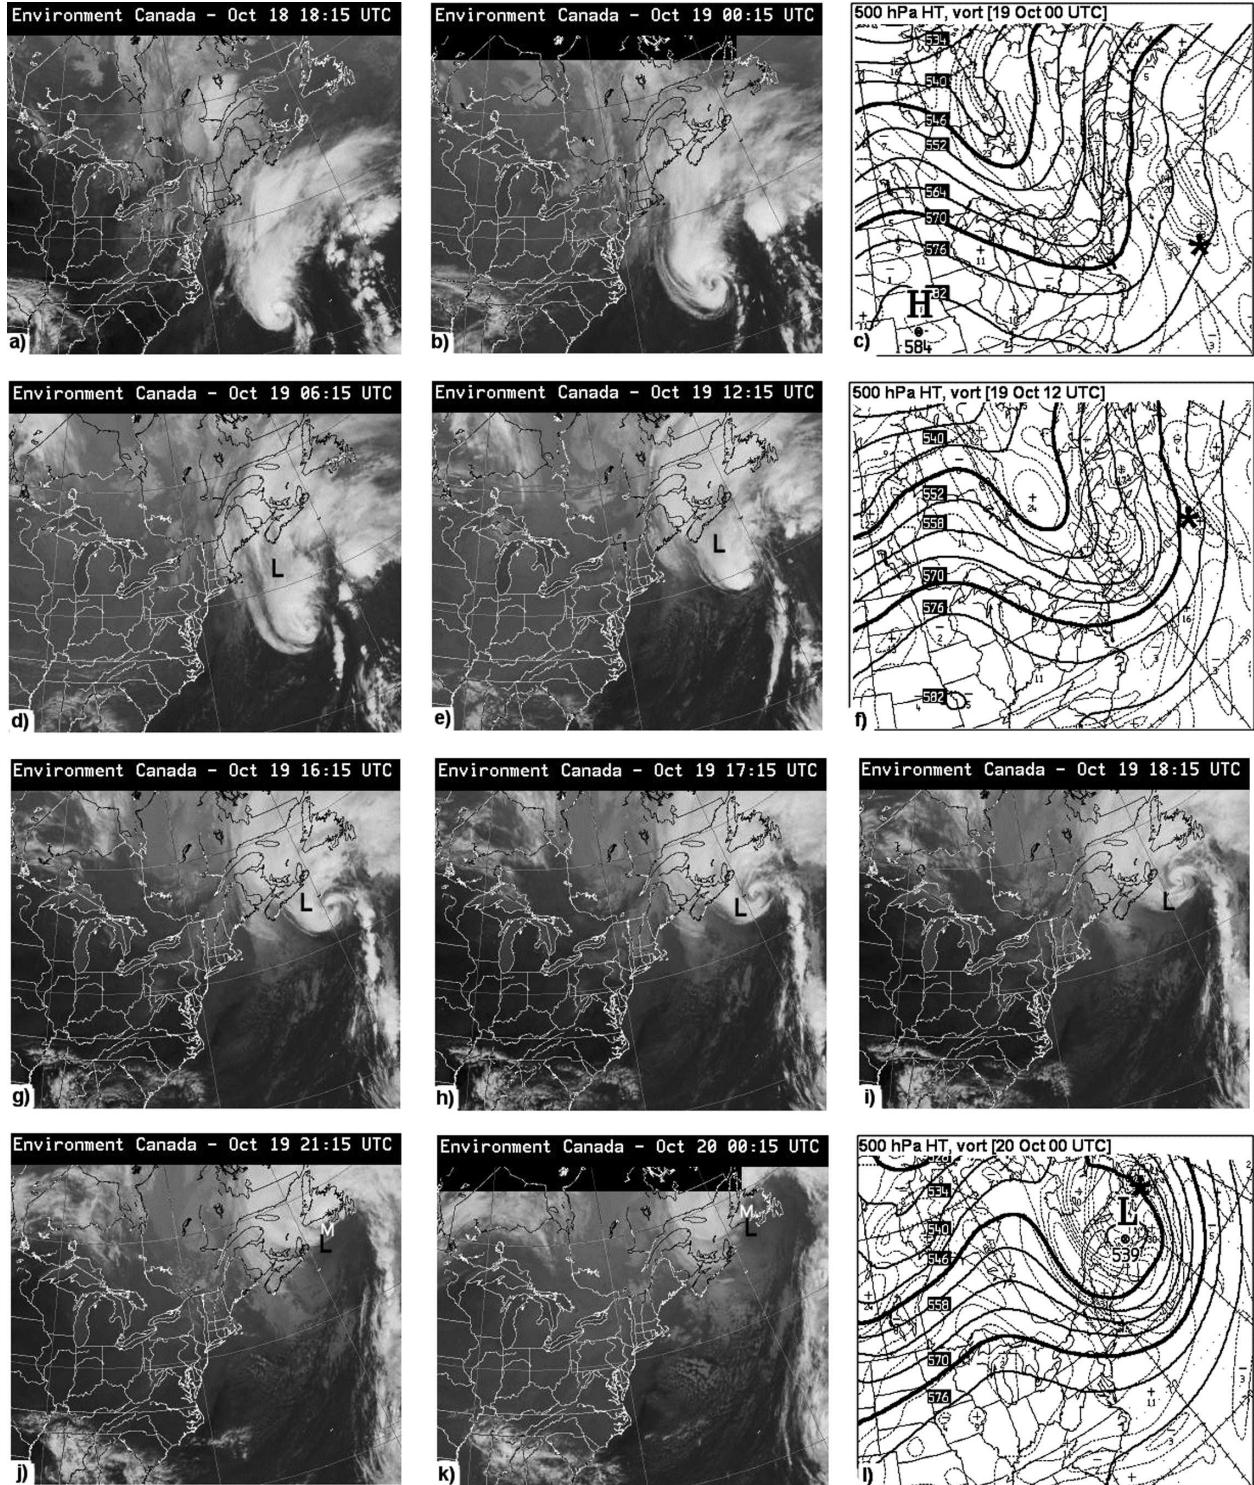 Environment Canada - Oct 18 18:15 UTC
a)
Environment Canada - Oct 19 00:15 UTC
b)
500 hPa HT, vort [19 Oct 00 UTC]
534
540
546
552
564
570
576
582
H
584
c)
Environment Canada - Oct 19 06:15 UTC
L
d)
Environment Canada - Oct 19 12:15 UTC
L
e)
500 hPa HT, vort [19 Oct 12 UTC]
540
552
558
570
576
582
f)
Environment Canada - Oct 19 16:15 UTC
L
g)
Environment Canada - Oct 19 17:15 UTC
L
h)
Environment Canada - Oct 19 18:15 UTC
L
i)
Environment Canada - Oct 19 21:15 UTC
M
L
j)
Environment Canada - Oct 20 00:15 UTC
M
L
k)
500 hPa HT, vort [20 Oct 00 UTC]
534
540
546
558
570
576
L
539
l)